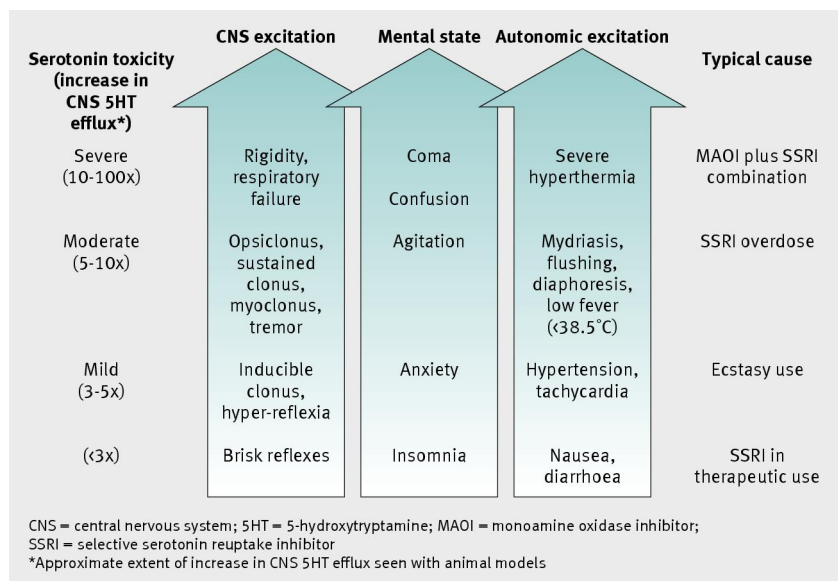 CNS excitation
Mental state
Autonomic excitation
Serotonin toxicity
(increase in
CNS 5HT
efflux*)
Typical cause
Severe
(10-100x)
Rigidity,
respiratory
failure
Coma
Confusion
Severe
hyperthermia
MAOI plus SSRI
combination
Moderate
(5-10x)
Opsiclonus,
sustained
clonus,
myoclonus,
tremor
Agitation
Mydriasis,
flushing,
diaphoresis,
low fever
(<38.5˚C)
SSRI overdose
Mild
(3-5x)
Inducible
clonus,
hyper-reflexia
Anxiety
Hypertension,
tachycardia
Ecstasy use
(<3x)
Brisk reflexes
Insomnia
Nausea,
diarrhoea
SSRI in
therapeutic use
CNS = central nervous system; 5HT = 5-hydroxytryptamine; MAOI = monoamine oxidase inhibitor;
SSRI = selective serotonin reuptake inhibitor
*Approximate extent of increase in CNS 5HT efflux seen with animal models